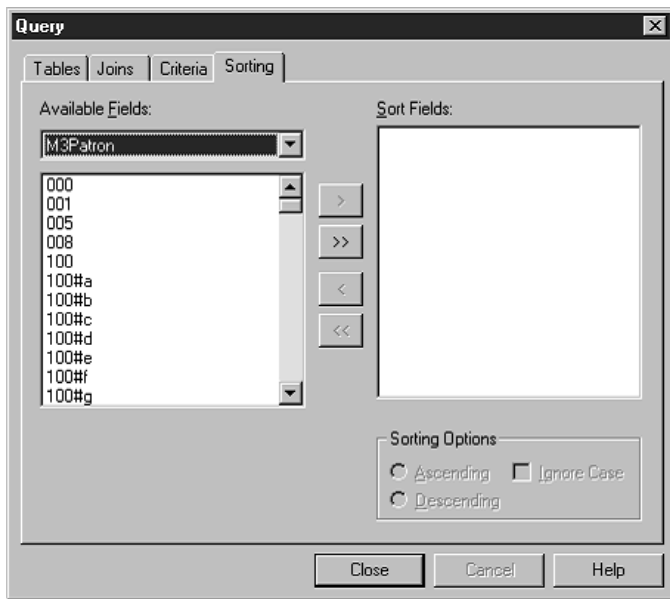 Query
Tables Joins Criteria Sorting
Available Fields:
M3Patron
000
001
005
008
100
100#a
100#b
100#c
100#d
100#e
100#f
100#g
>
>>
<
<<
Sort Fields:
Sorting Options
Ascending Ignore Case
Descending
Close Cancel Help